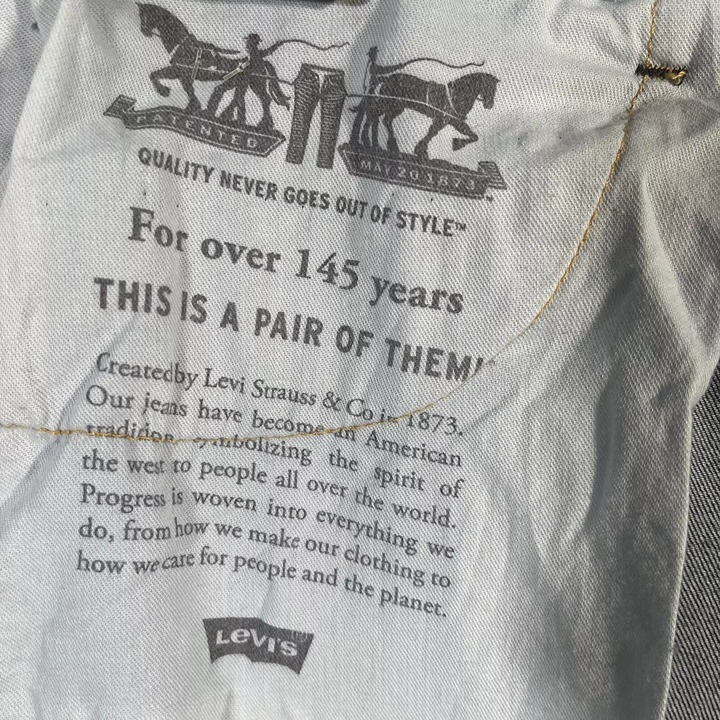 PATENTED
MAY 20 1873
QUALITY NEVER GOES OUT OF STYLE™
For over 145 years
THIS IS A PAIR OF THEM!
Createdby Levi Strauss & Co in 1873.
Our jeans have become an American
tradition, symbolizing the spirit of
the west to people all over the world.
Progress is woven into everything we
do, from how we make our clothing to
how we care for people and the planet.
LEVI'S